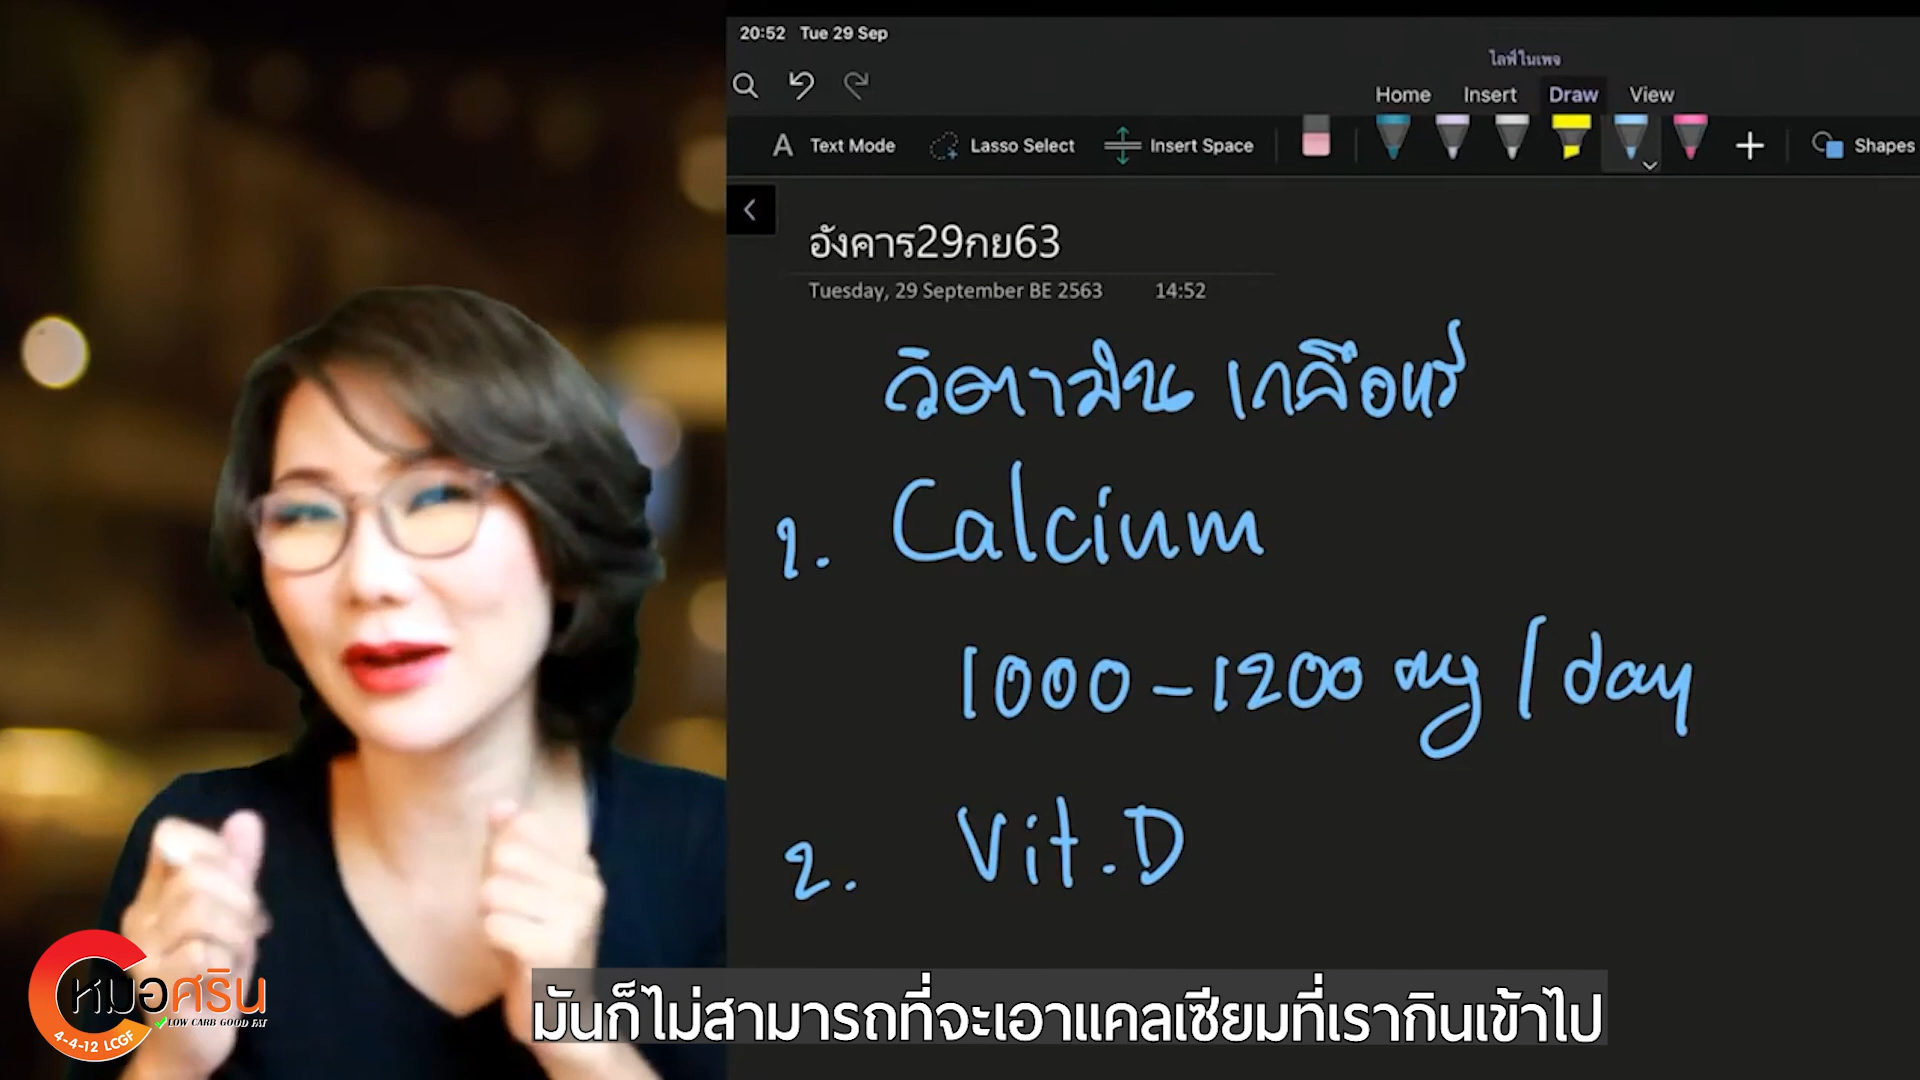 20:52 Tue 29 Sep
ไลฟ์ในเพจ
Home Insert Draw View
Text Mode Lasso Select Insert Space Shapes
อังคาร29กย63
Tuesday, 29 September BE 2563 14:52
วิตามิน เกลือแร่
1. Calcium
1000-1200 mg/day
2. Vit.D
หมอศริน
LOW CARB GOOD FAT
4-4-12 LCGF
มันก็ไม่สามารถที่จะเอาแคลเซียมที่เรากินเข้าไป